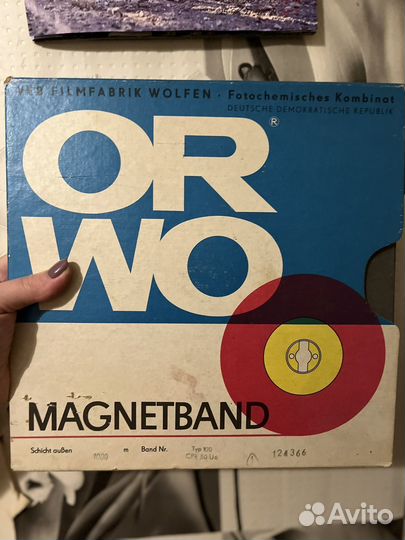 VEB FILMFABRIK WOLFEN · Fotochemisches Kombinat
DEUTSCHE DEMOKRATISCHE REPUBLIK
OR®
WO
MAGNETBAND
Schicht außen 1000 m Band Nr. Typ 100 124366
Avito